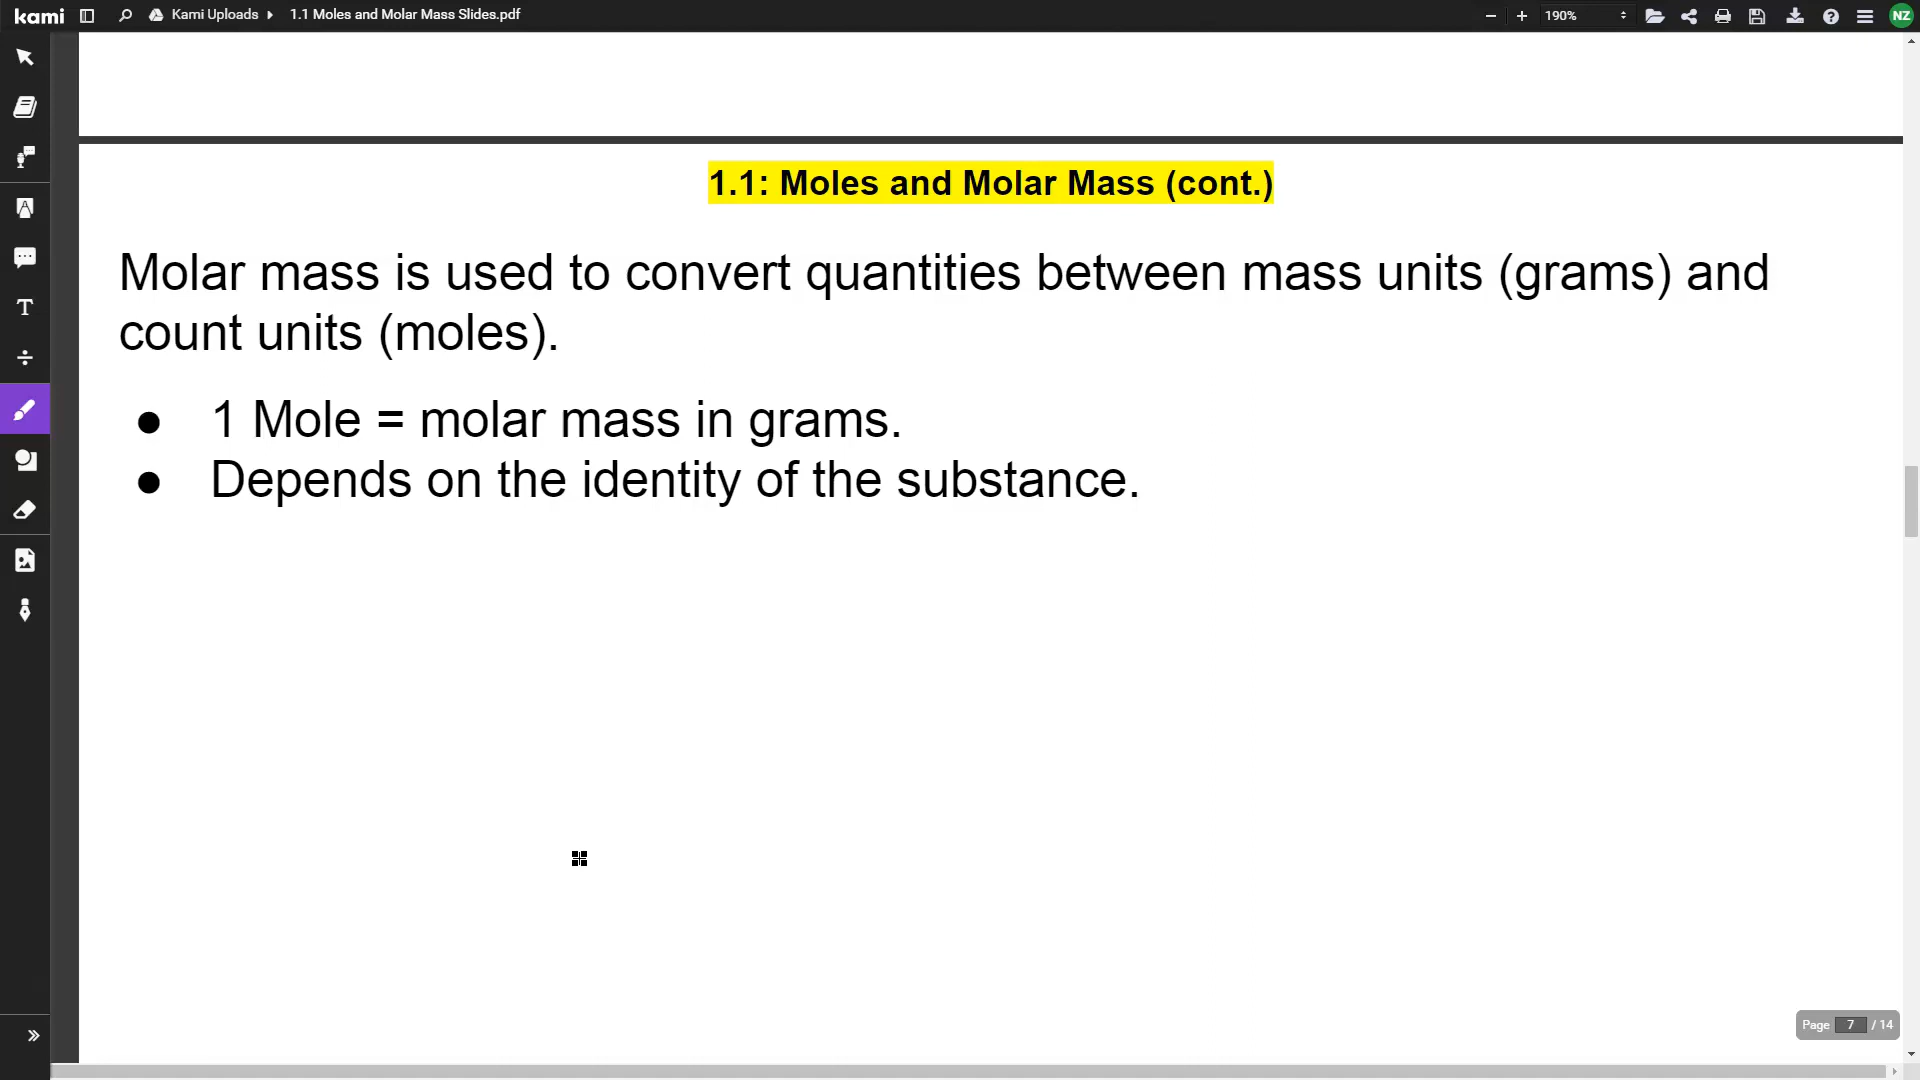 kami
Kami Uploads
1.1 Moles and Molar Mass Slides.pdf
190%
NZ
1.1: Moles and Molar Mass (cont.)
Molar mass is used to convert quantities between mass units (grams) and
count units (moles).
● 1 Mole = molar mass in grams.
● Depends on the identity of the substance.
Page 7 / 14